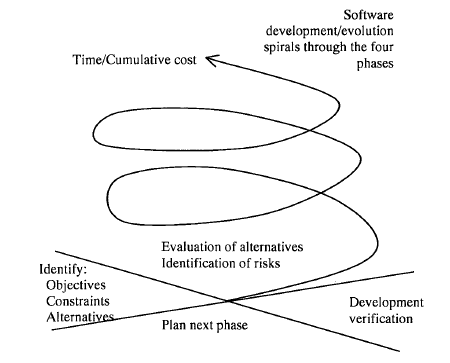 Software
development/evolution
spirals through the four
phases
Time/Cumulative cost
Evaluation of alternatives
Identification of risks
Identify:
Objectives
Constraints
Alternatives
Development
verification
Plan next phase